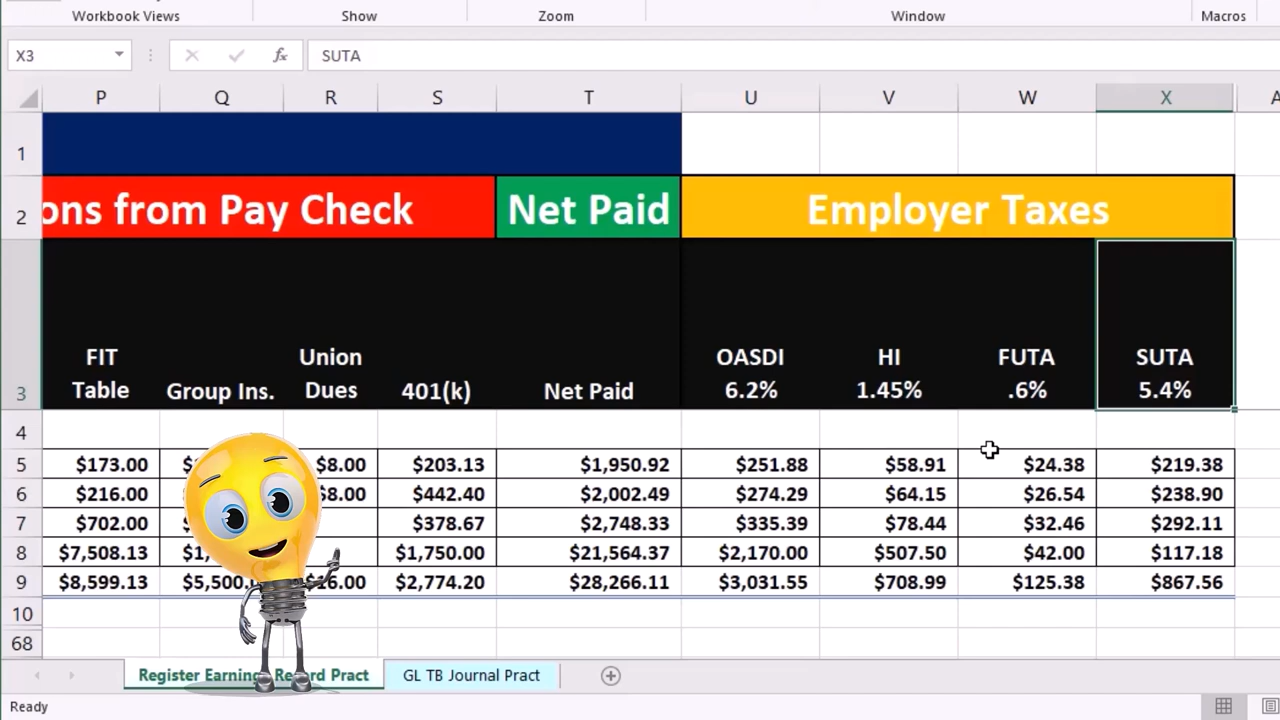 Workbook Views Show Zoom Window Macros
X3 fx SUTA
P Q R S T U V W X
1
2 ons from Pay Check Net Paid Employer Taxes
FIT Union OASDI HI FUTA SUTA
3 Table Group Ins. Dues 401(k) Net Paid 6.2% 1.45% .6% 5.4%
4
5 $173.00 $8.00 $203.13 $1,950.92 $251.88 $58.91 $24.38 $219.38
6 $216.00 $8.00 $442.40 $2,002.49 $274.29 $64.15 $26.54 $238.90
7 $702.00 $378.67 $2,748.33 $335.39 $78.44 $32.46 $292.11
8 $7,508.13 $1,750.00 $21,564.37 $2,170.00 $507.50 $42.00 $117.18
9 $8,599.13 $2,774.20 $28,266.11 $3,031.55 $708.99 $125.38 $867.56
10
68
Register Earning Record Pract GL TB Journal Pract
Ready